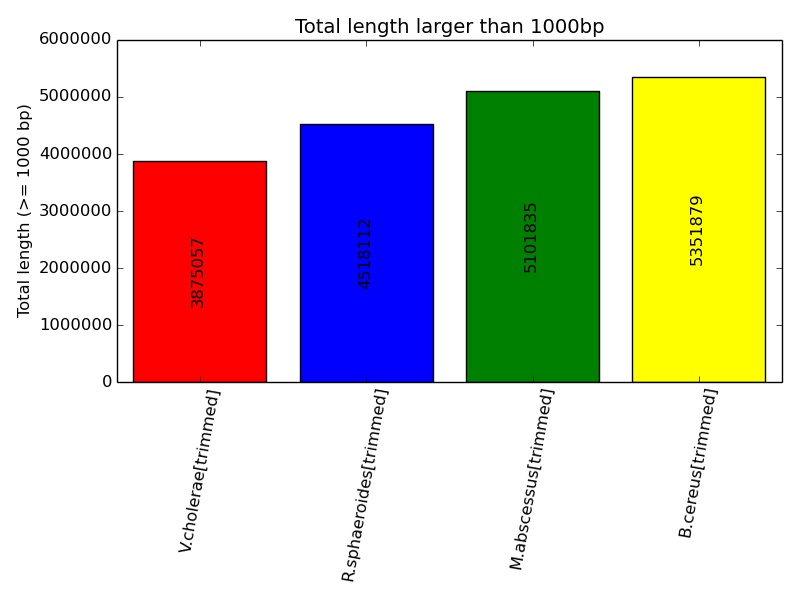 Total length larger than 1000bp
Total length (>= 1000 bp)
6000000
5000000
4000000
3000000
2000000
1000000
0
3875057
4518112
5101835
5351879
V.cholerae[trimmed]
R.sphaeroides[trimmed]
M.abscessus[trimmed]
B.cereus[trimmed]